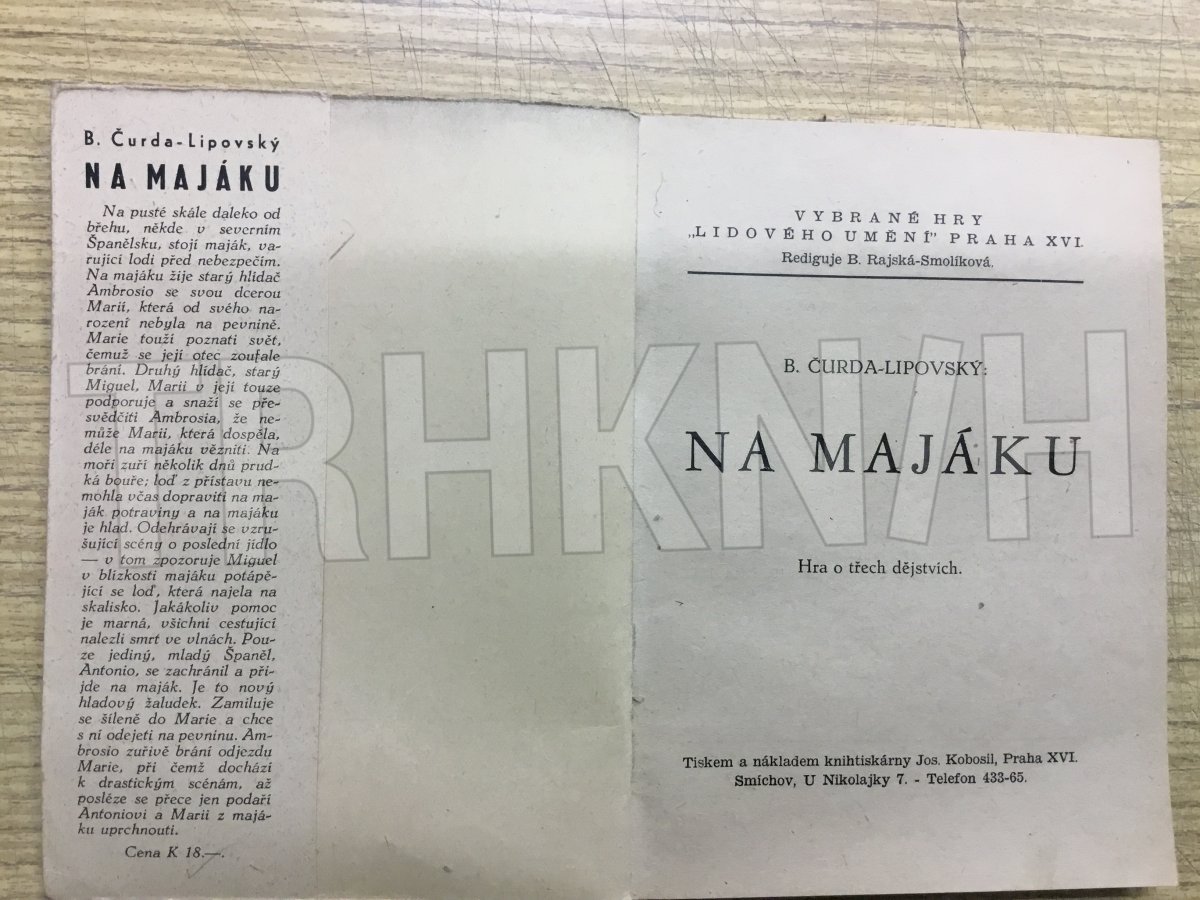 B. Čurda-Lipovský
NA MAJÁKU
Na pusté skále daleko od
břehu, někde v severním
Španělsku, stojí maják, va-
rující lodi před nebezpečím.
Na majáku žije starý hlídač
Ambrosio se svou dcerou
Marií, která od svého na-
rození nebyla na pevnině.
Marie touží poznati svět,
čemuž se její otec zoufale
brání. Druhý hlídač, starý
Miguel, Marii v její touze
podporuje a snaží se pře-
svědčiti Ambrosia, že ne-
může Marii, která dospěla,
déle na majáku vězniti. Na
moři zuří několik dnů prud-
ká bouře; loď z přístavu ne-
mohla včas dopraviti na ma-
ják potraviny a na majáku
je hlad. Odehrávají se vzru-
šující scény o poslední jídlo
— v tom zpozoruje Miguel
v blízkosti majáku potápě-
jící se loď, která najela na
skalisko. Jakákoliv pomoc
je marná, všichni cestující
nalezli smrt ve vlnách. Pou-
ze jediný, mladý Španěl,
Antonio, se zachránil a při-
jde na maják. Je to nový
hladový žaludek. Zamiluje
se šíleně do Marie a chce
s ní odejeti na pevninu. Am-
brosio zuřivě brání odjezdu
Marie, při čemž dochází
k drastickým scénám, až
posléze se přece jen podaří
Antoniovi a Marii z majá-
ku uprchnouti.
Cena K 18.—.
VYBRANÉ HRY
„LIDOVÉHO UMĚNÍ" PRAHA XVI.
Rediguje B. Rajská-Smolíková.
B. ČURDA-LIPOVSKÝ:
NA MAJÁKU
Hra o třech dějstvích.
Tiskem a nákladem knihtiskárny Jos. Kobosil, Praha XVI.
Smíchov, U Nikolajky 7. - Telefon 433-65.
TRHKNIH